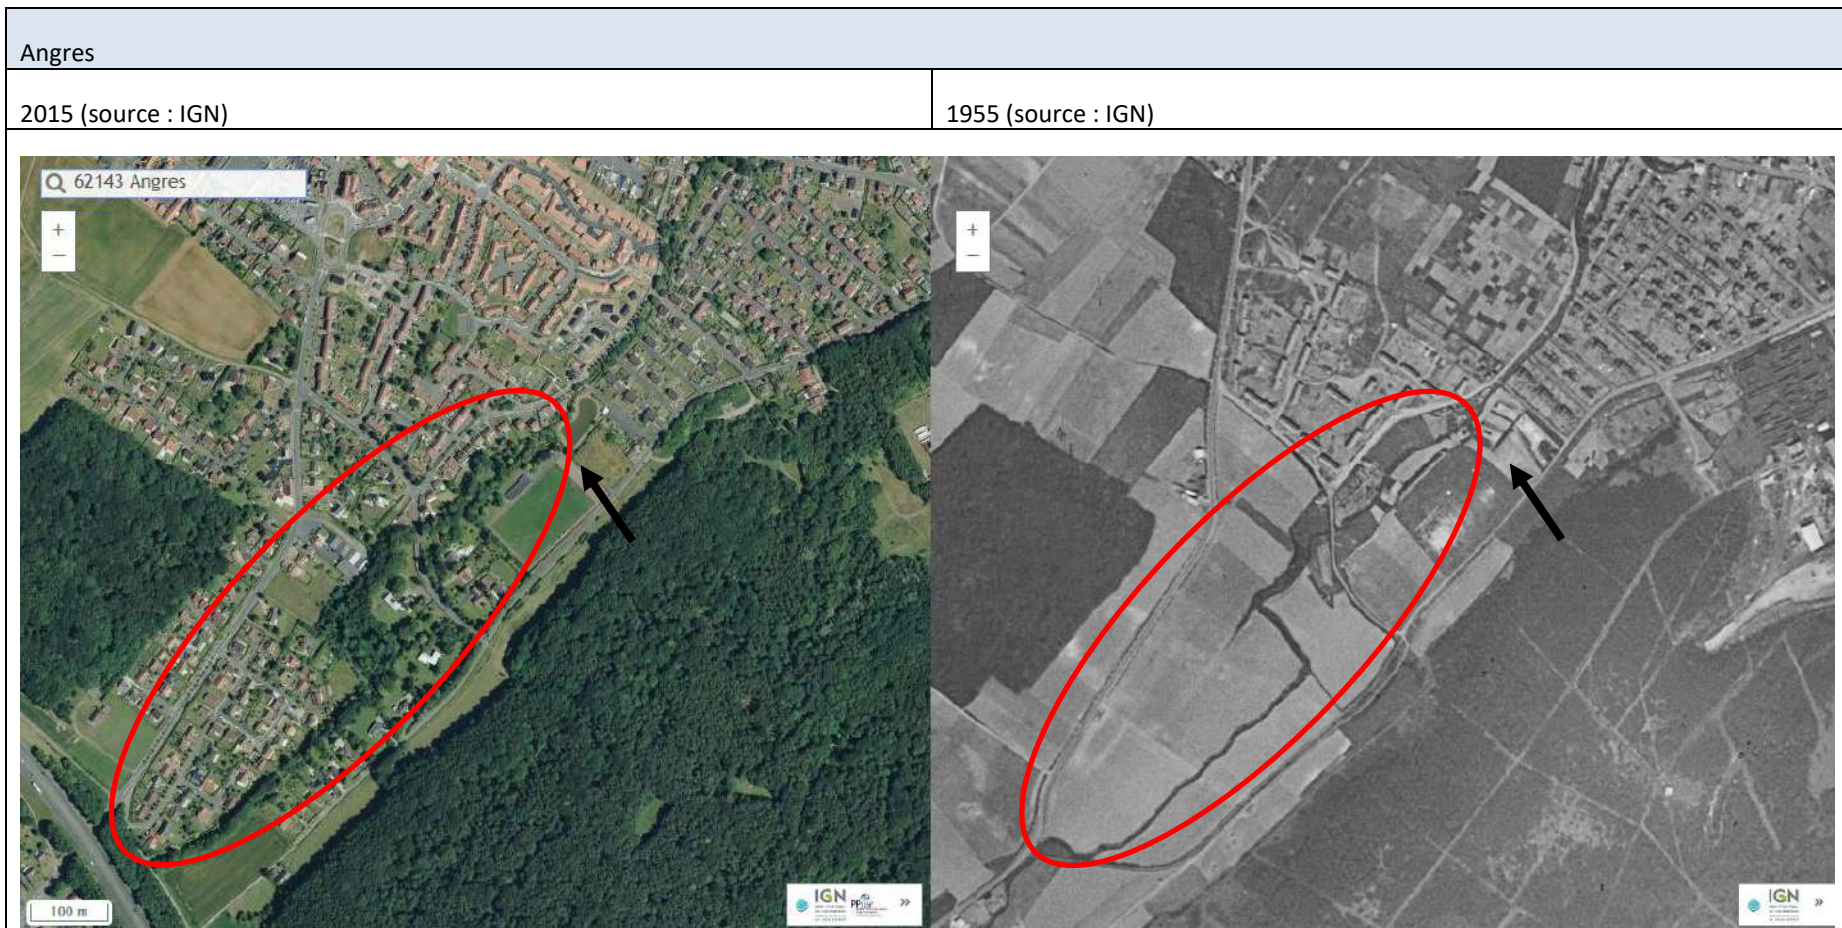 Angres
2015 (source : IGN)
1955 (source : IGN)
62143 Angres
+
−
+
−
100 m
IGN
»
IGN
»